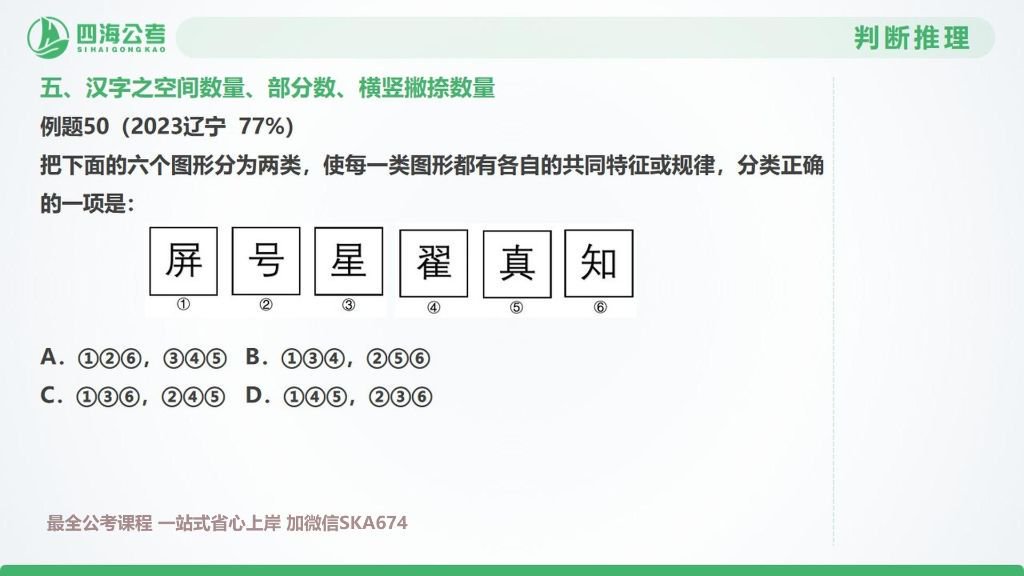 四海公考
SIHAIGONGKAO
判断推理
五、汉字之空间数量、部分数、横竖撇捺数量
例题50（2023辽宁 77%）
把下面的六个图形分为两类，使每一类图形都有各自的共同特征或规律，分类正确
的一项是：
屏 号 星 翟 真 知
① ② ③ ④ ⑤ ⑥
A．①②⑥，③④⑤ B．①③④，②⑤⑥
C．①③⑥，②④⑤ D．①④⑤，②③⑥
最全公考课程 一站式省心上岸 加微信SKA674